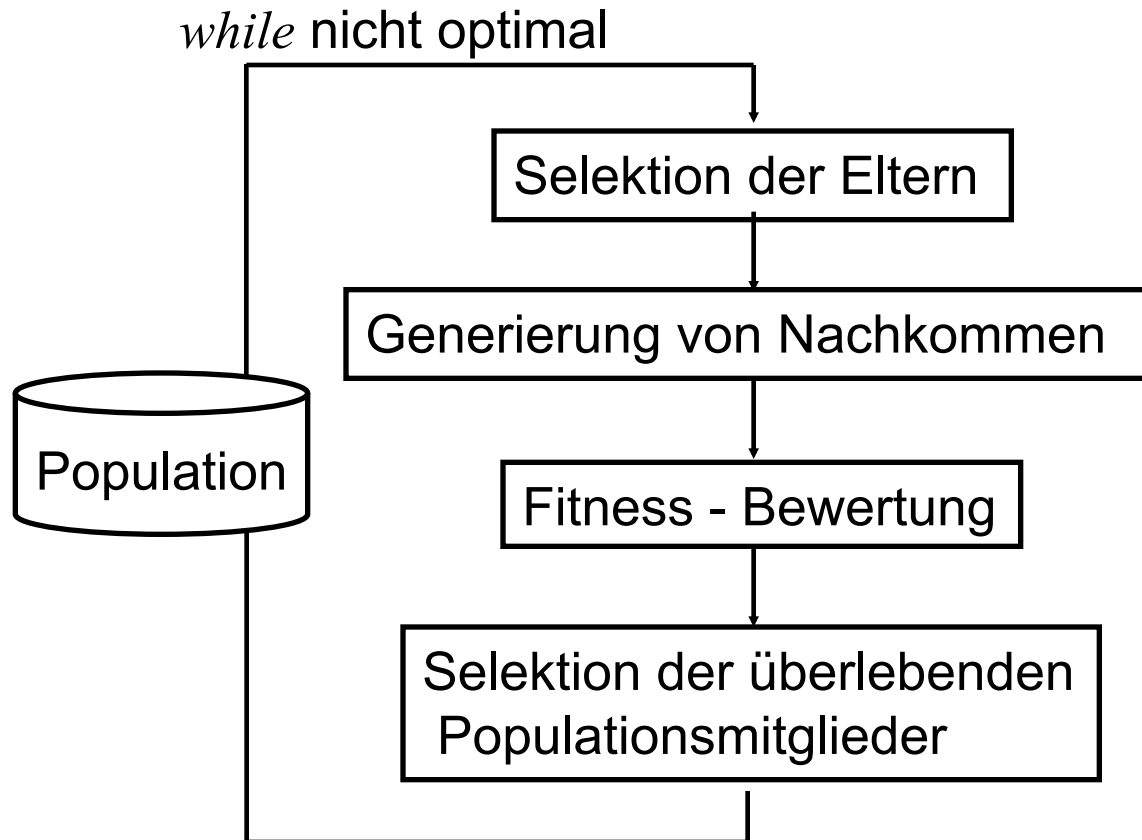 while nicht optimal
Selektion der Eltern
Generierung von Nachkommen
Population
Fitness - Bewertung
Selektion der überlebenden
Populationsmitglieder